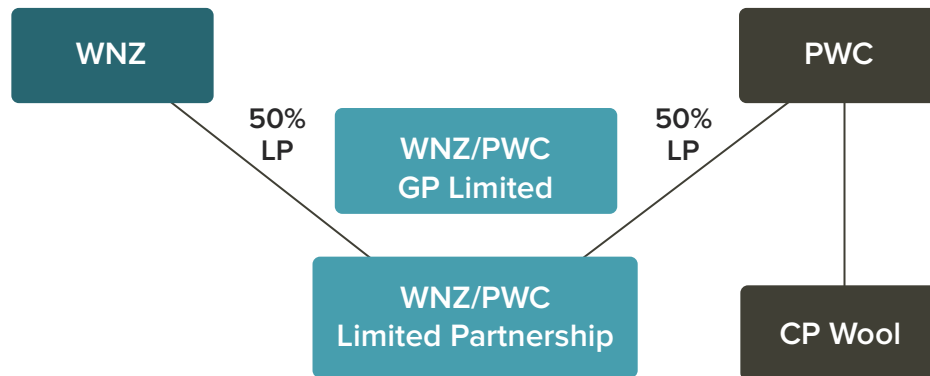 WNZ
PWC
50%
LP
50%
LP
WNZ/PWC
GP Limited
WNZ/PWC
Limited Partnership
CP Wool